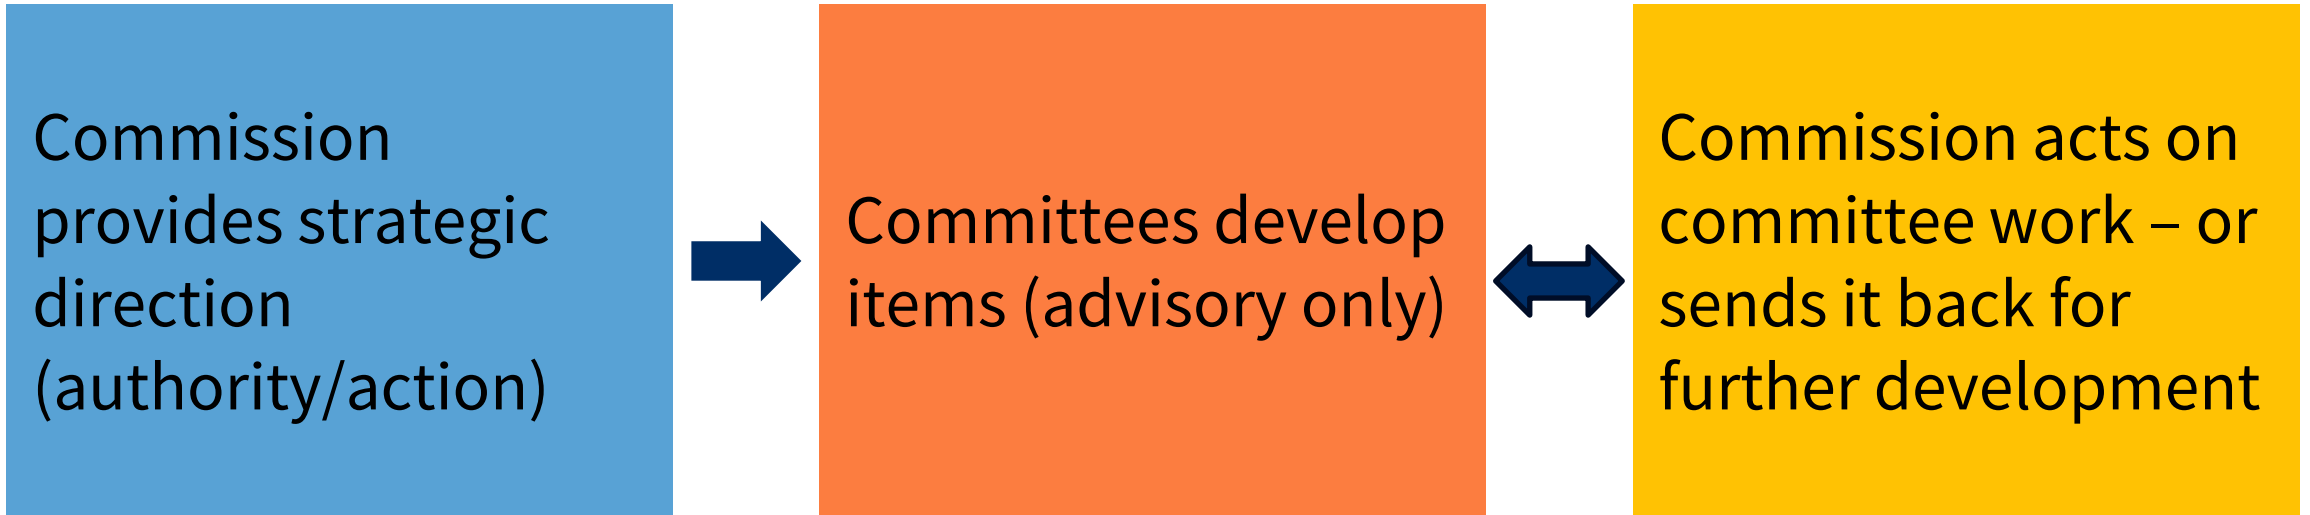 Commission
provides strategic
direction
(authority/action)
Committees develop
items (advisory only)
Commission acts on
committee work – or
sends it back for
further development